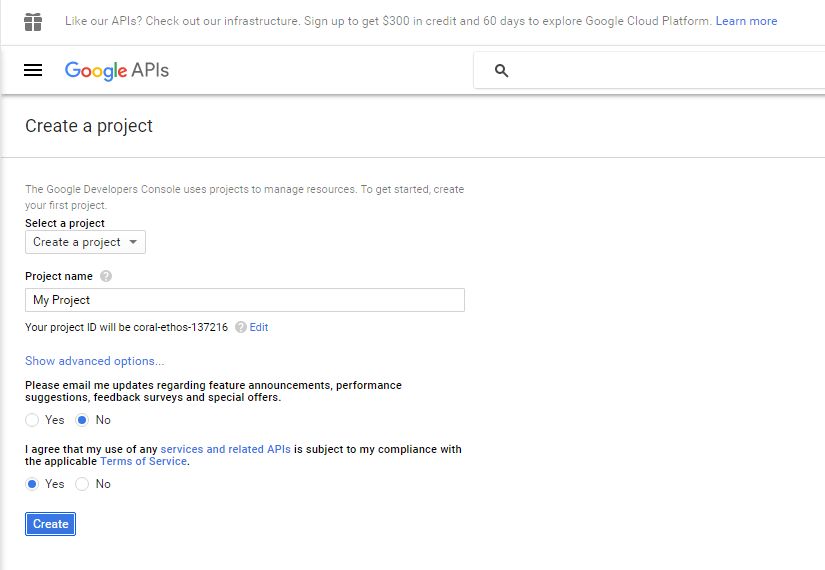 Like our APIs? Check out our infrastructure. Sign up to get $300 in credit and 60 days to explore Google Cloud Platform. Learn more
Google APIs
Create a project
The Google Developers Console uses projects to manage resources. To get started, create
your first project.
Select a project
Create a project
Project name ?
My Project
Your project ID will be coral-ethos-137216 ? Edit
Show advanced options...
Please email me updates regarding feature announcements, performance
suggestions, feedback surveys and special offers.
Yes No
I agree that my use of any services and related APIs is subject to my compliance with
the applicable Terms of Service.
Yes No
Create